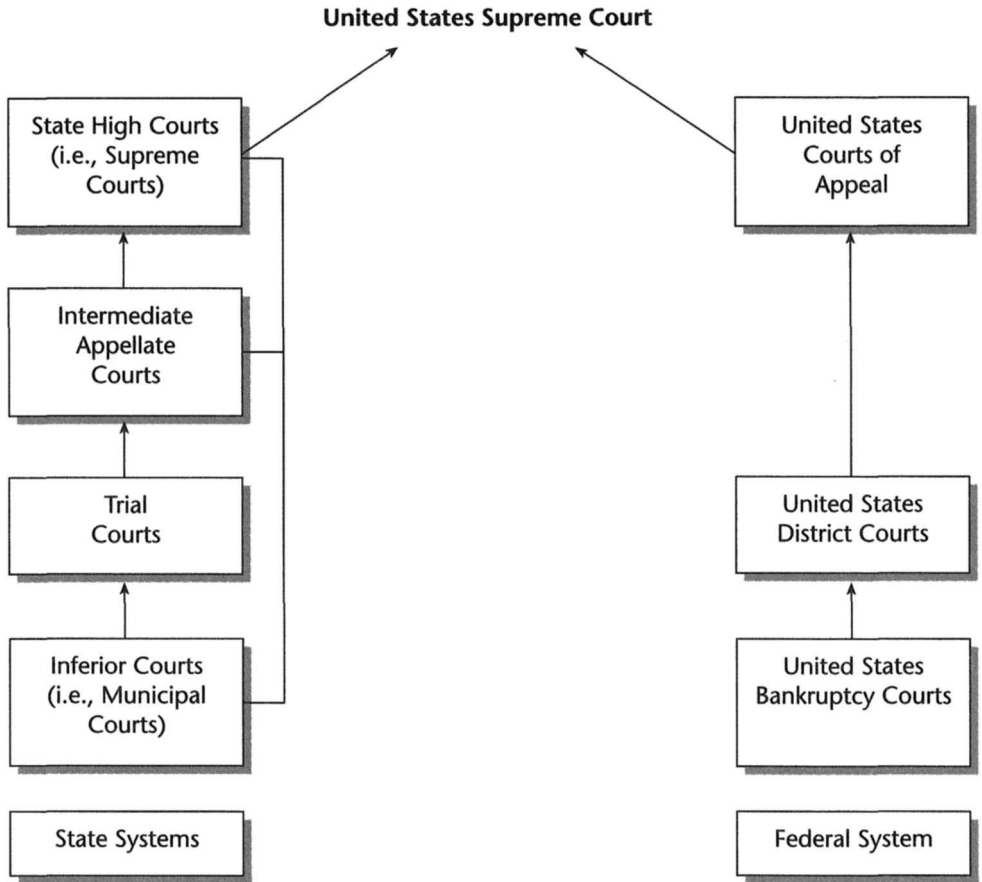 United States Supreme Court
State High Courts
(i.e., Supreme
Courts)
United States
Courts of
Appeal
Intermediate
Appellate
Courts
Trial
Courts
United States
District Courts
Inferior Courts
(i.e., Municipal
Courts)
United States
Bankruptcy Courts
State Systems
Federal System